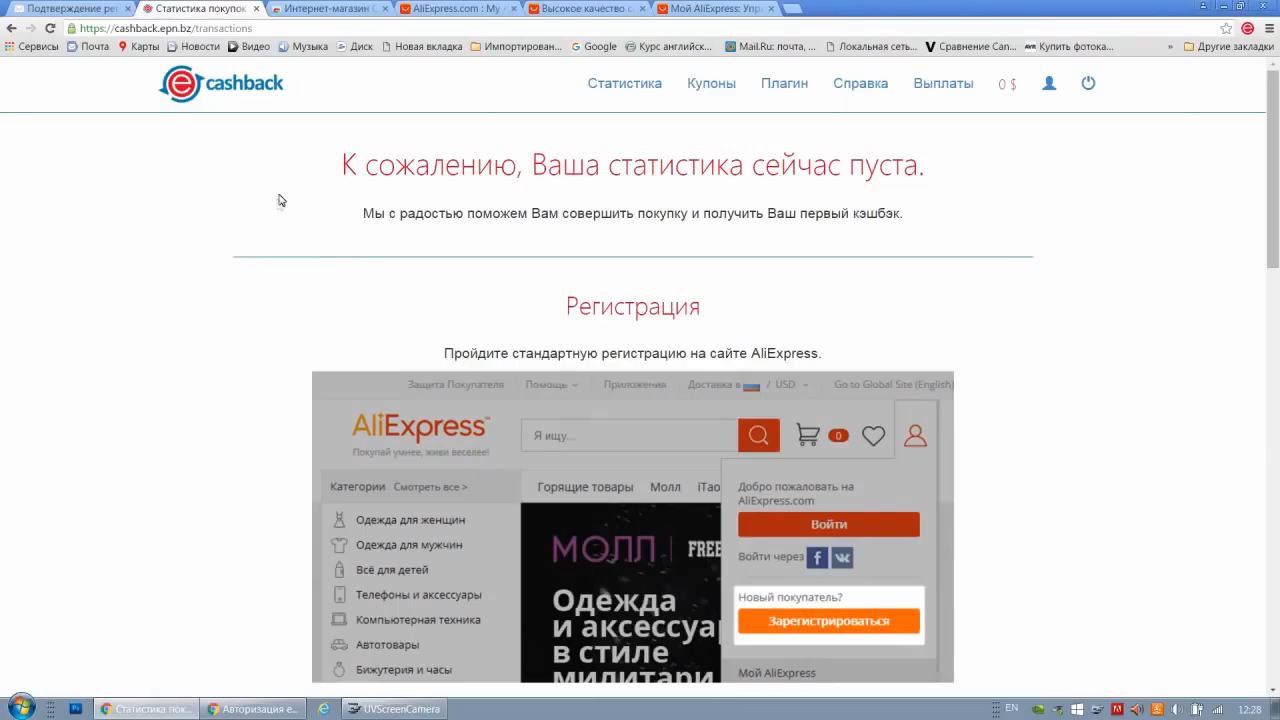 Подтверждение рег
Статистика покупок
Интернет-магазин C
AliExpress.com : My
Высокое качество о
Мой AliExpress: Упр
https://cashback.epn.bz/transactions
Сервисы Почта Карты Новости Видео Музыка Диск Новая вкладка Импортирован... Google Курс английск... Mail.Ru: почта, ... Локальная сеть... Сравнение Can... Купить фотока... » Другие закладки
e cashback
Статистика Купоны Плагин Справка Выплаты 0 $
К сожалению, Ваша статистика сейчас пуста.
Мы с радостью поможем Вам совершить покупку и получить Ваш первый кэшбэк.
Регистрация
Пройдите стандартную регистрацию на сайте AliExpress.
Защита Покупателя Помощь Приложения Доставка в / USD Go to Global Site (English)
AliExpress™
Покупай умнее, живи веселее!
Я ищу...
0
Категории Смотреть все >
Горящие товары Молл iTao
Добро пожаловать на
AliExpress.com
Войти
Войти через
Новый покупатель?
Зарегистрироваться
Мой AliExpress
Одежда для женщин
Одежда для мужчин
Всё для детей
Телефоны и аксессуары
Компьютерная техника
Автотовары
Бижутерия и часы
МОЛЛ FREE
Одежда
и аксессуа
в стиле
милитари
Статистика пок...
Авторизация е...
UVScreenCamera
EN
12:28